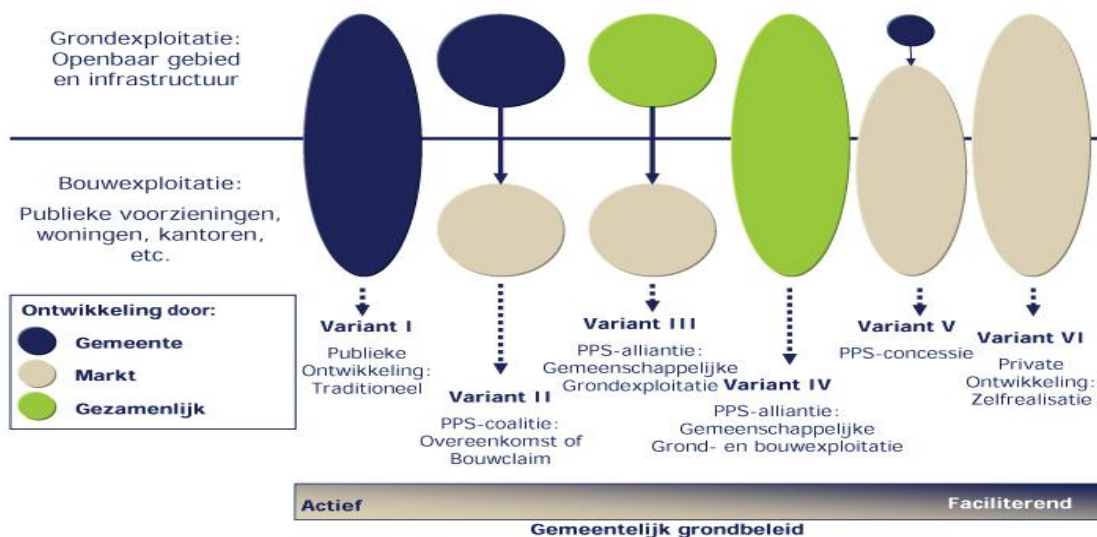 Grondexploitatie:
Openbaar gebied
en infrastructuur
Bouwexploitatie:
Publieke voorzieningen,
woningen, kantoren,
etc.
Ontwikkeling door:
Gemeente
Markt
Gezamenlijk
Variant I
Publieke
Ontwikkeling:
Traditioneel
Variant II
PPS-coalitie:
Overeenkomst of
Bouwclaim
Variant III
PPS-alliantie:
Gemeenschappelijke
Grondexploitatie
Variant IV
PPS-alliantie:
Gemeenschappelijke
Grond- en bouwexploitatie
Variant V
PPS-concessie
Variant VI
Private
Ontwikkeling:
Zelfrealisatie
Actief
Faciliterend
Gemeentelijk grondbeleid